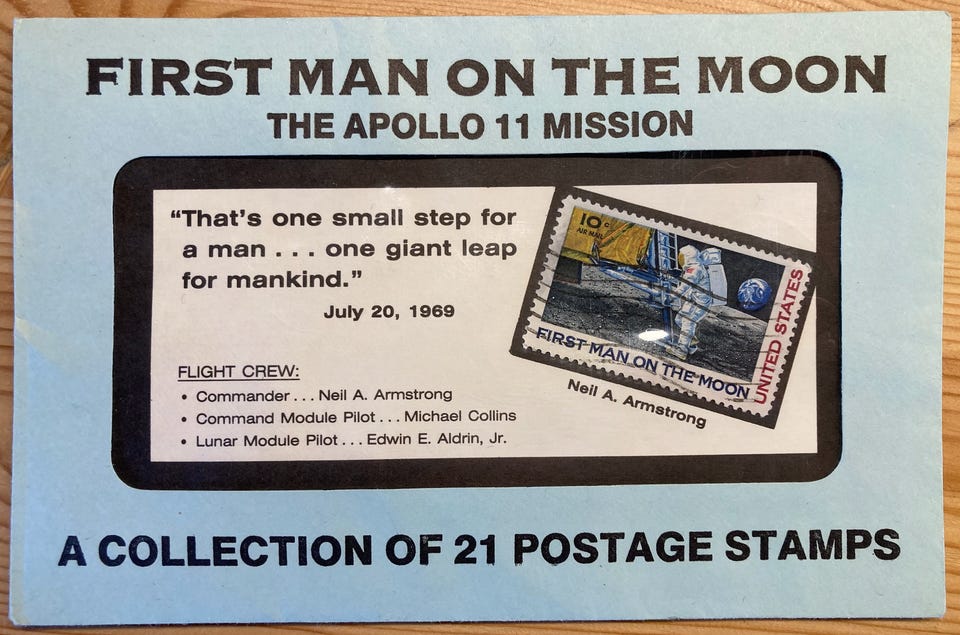 FIRST MAN ON THE MOON
THE APOLLO 11 MISSION
“That’s one small step for
a man . . . one giant leap
for mankind.”
July 20, 1969
FLIGHT CREW:
• Commander . . . Neil A. Armstrong
• Command Module Pilot . . . Michael Collins
• Lunar Module Pilot . . . Edwin E. Aldrin, Jr.
10c
AIR MAIL
FIRST MAN ON THE MOON
UNITED STATES
Neil A. Armstrong
A COLLECTION OF 21 POSTAGE STAMPS